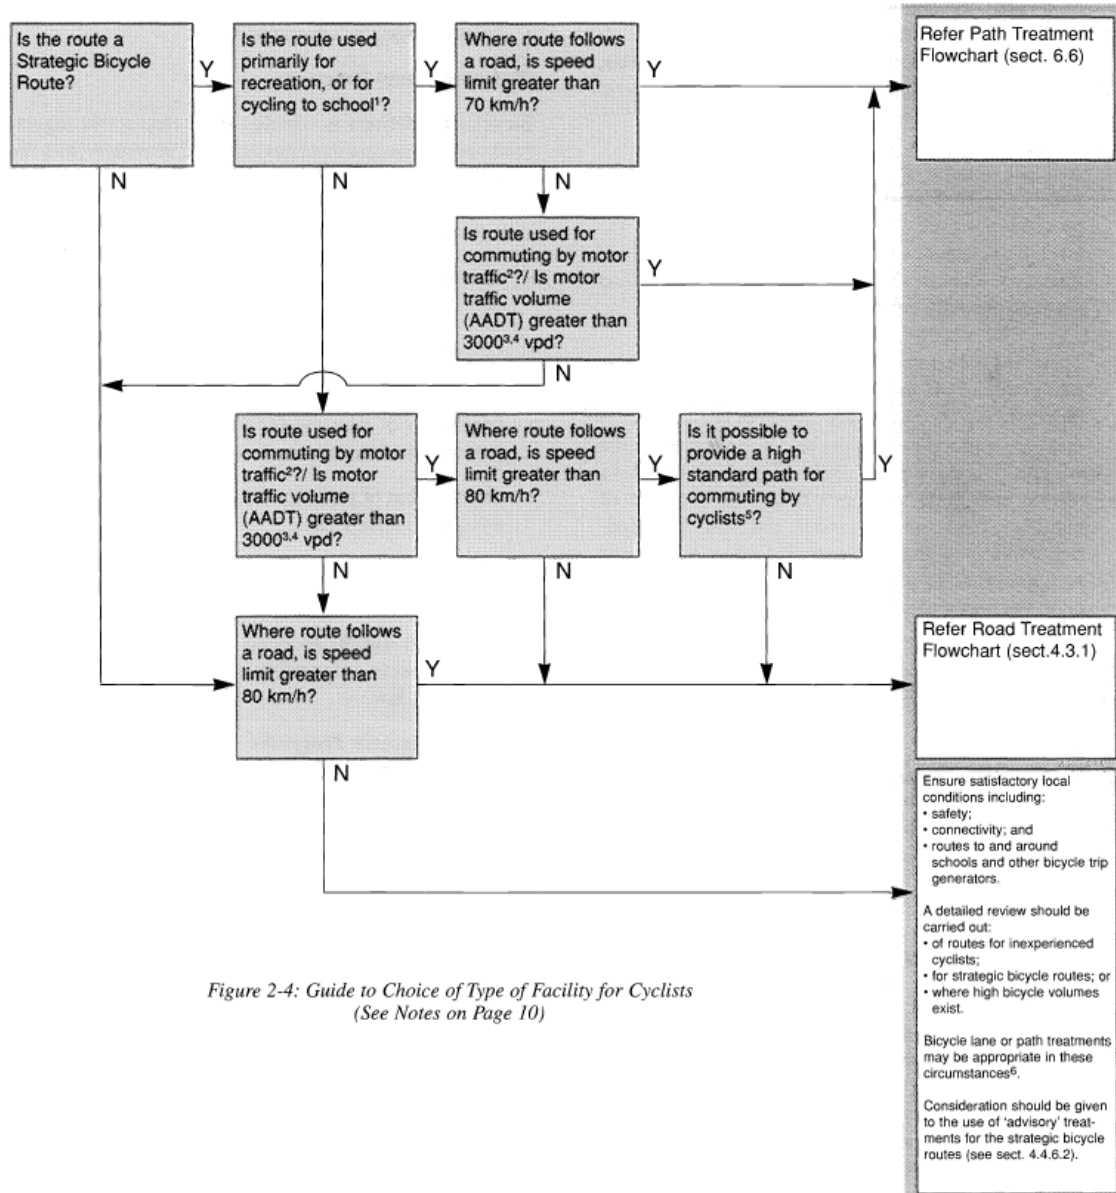 Is the route a
Strategic Bicycle
Route?
Y
N
Is the route used
primarily for
recreation, or for
cycling to school¹?
Y
N
Where route follows
a road, is speed
limit greater than
70 km/h?
Y
N
Refer Path Treatment
Flowchart (sect. 6.6)
Is route used for
commuting by motor
traffic²?/ Is motor
traffic volume
(AADT) greater than
3000³·⁴ vpd?
Y
N
Is route used for
commuting by motor
traffic²?/ Is motor
traffic volume
(AADT) greater than
3000³·⁴ vpd?
Y
N
Where route follows
a road, is speed
limit greater than
80 km/h?
Y
N
Is it possible to
provide a high
standard path for
commuting by
cyclists⁵?
Y
N
Where route follows
a road, is speed
limit greater than
80 km/h?
Y
N
Refer Road Treatment
Flowchart (sect.4.3.1)
Ensure satisfactory local
conditions including:
• safety;
• connectivity; and
• routes to and around
schools and other bicycle trip
generators.
A detailed review should be
carried out:
• of routes for inexperienced
cyclists;
• for strategic bicycle routes; or
• where high bicycle volumes
exist.
Bicycle lane or path treatments
may be appropriate in these
circumstances⁶.
Consideration should be given
to the use of 'advisory' treat-
ments for the strategic bicycle
routes (see sect. 4.4.6.2).
Figure 2-4: Guide to Choice of Type of Facility for Cyclists
(See Notes on Page 10)